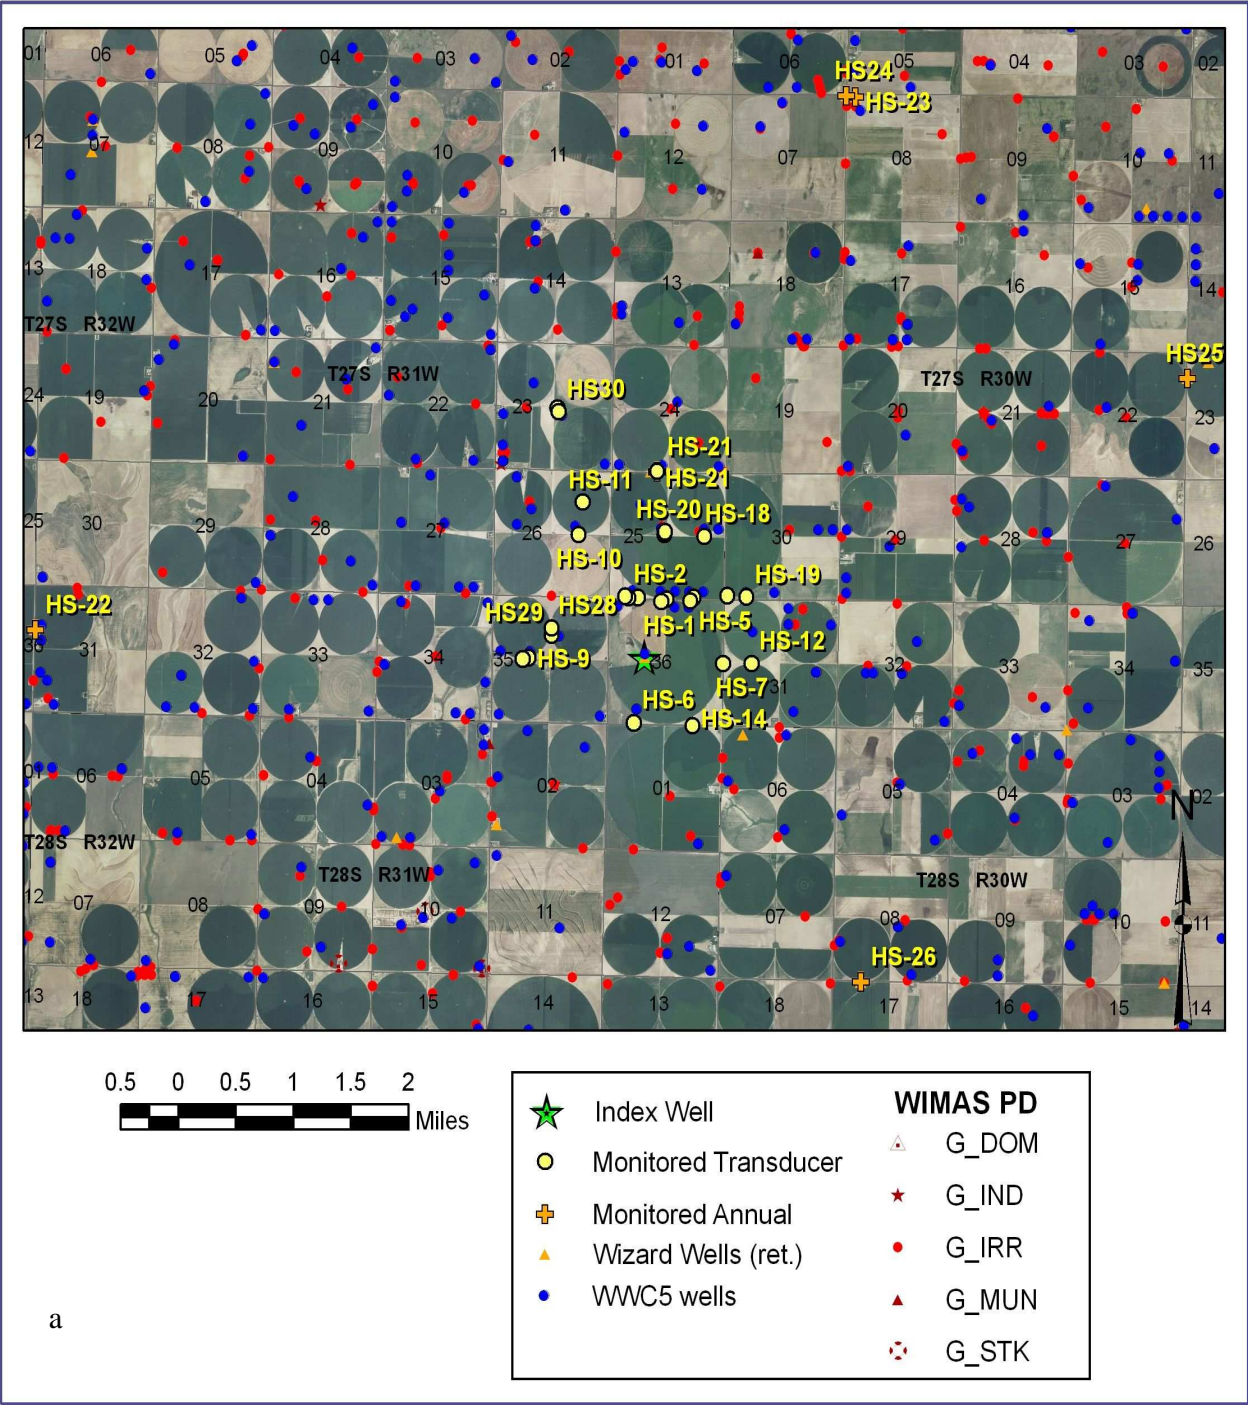 01 06 05 04 03 02 01 06 05 04 03 02
HS24
HS-23
12 07 08 09 10 11 12 07 08 09 10 11
13 18 17 16 15 14 13 18 17 16 15 14
T27S R32W
T27S R31W
T27S R30W
HS25
24 19 20 21 22 23 24 19 20 21 22 23
HS30
HS-21
HS-21
HS-11
HS-20
HS-18
25 30 29 28 27 26 25 30 29 28 27 26
HS-10
HS-2
HS-19
HS-22
HS29
HS28
HS-1
HS-5
HS-12
36 31 32 33 34 35 36 31 32 33 34 35
HS-9
HS-7
HS-6
HS-14
01 06 05 04 03 02 01 06 05 04 03 02
N
T28S R32W
T28S R31W
T28S R30W
12 07 08 09 10 11 12 07 08 09 10 11
HS-26
13 18 17 16 15 14 13 18 17 16 15 14
0.5 0 0.5 1 1.5 2
Miles
Index Well
Monitored Transducer
Monitored Annual
Wizard Wells (ret.)
WWC5 wells
WIMAS PD
G_DOM
G_IND
G_IRR
G_MUN
G_STK
a